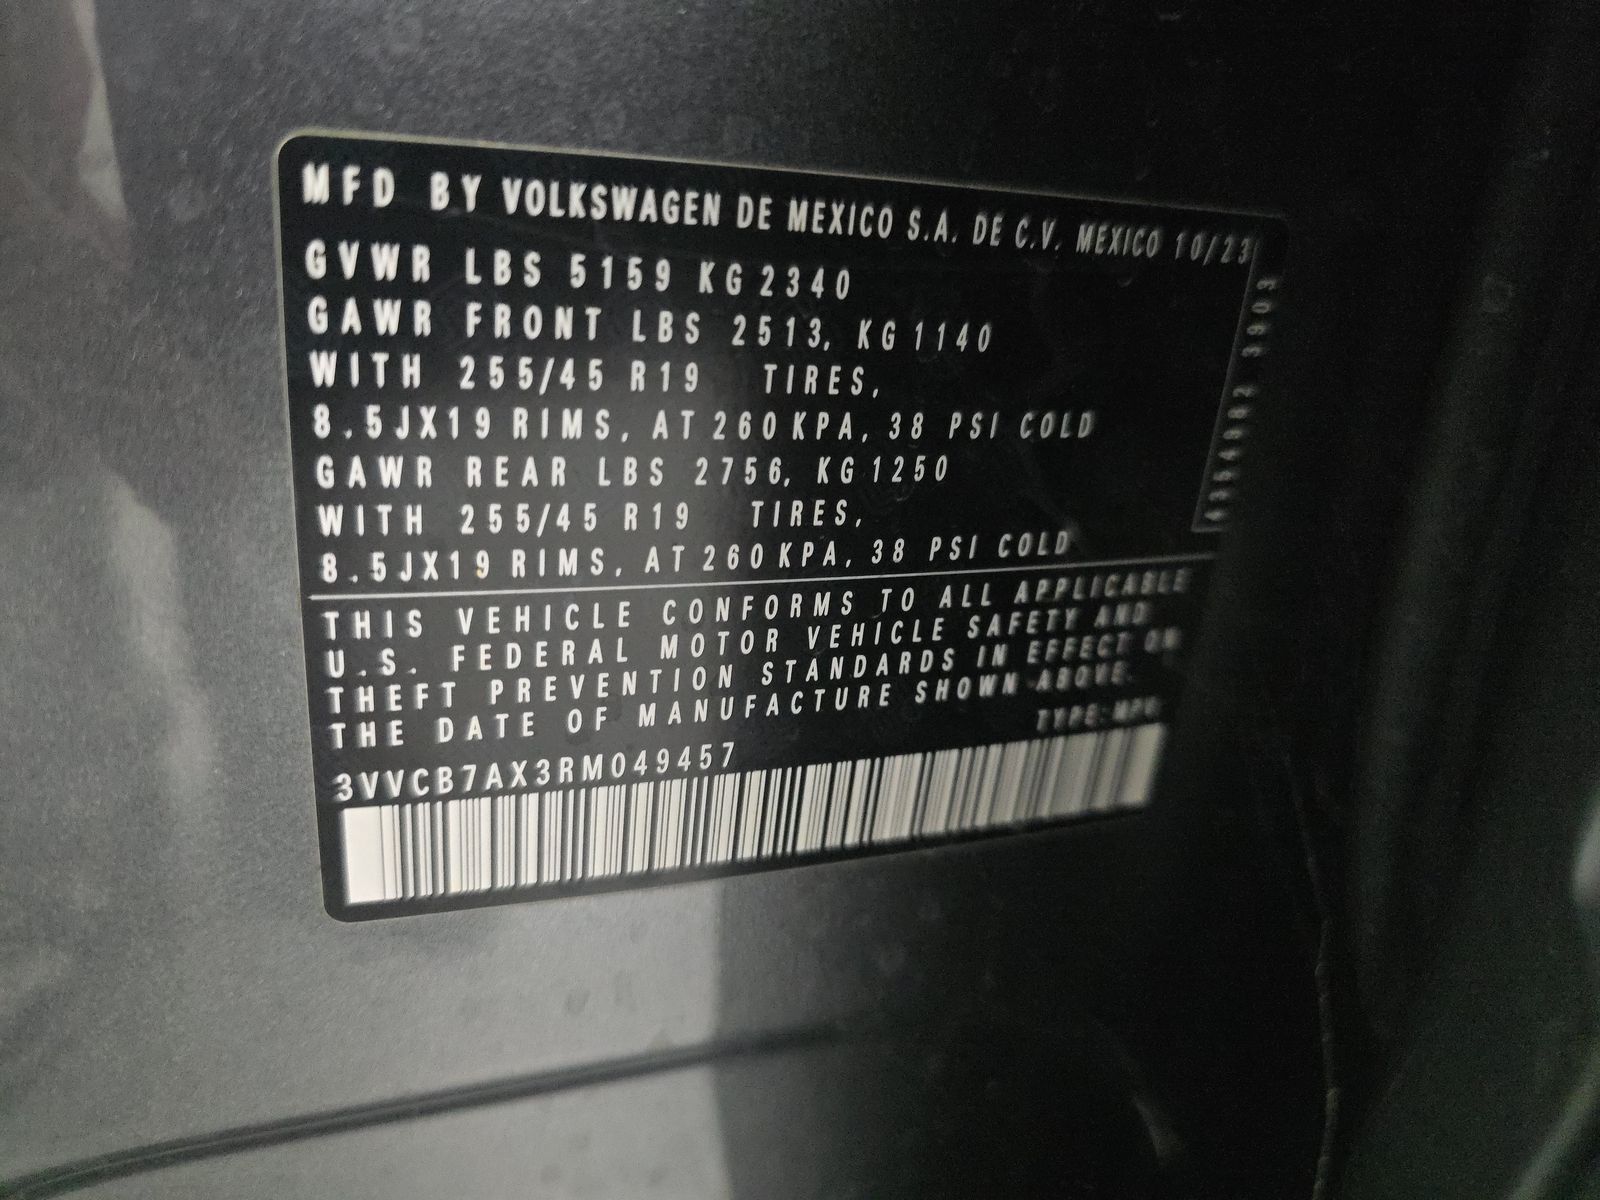 MFD BY VOLKSWAGEN DE MEXICO S.A. DE C.V. MEXICO 10/23
GVWR LBS 5159 KG 2340
GAWR FRONT LBS 2513, KG 1140
WITH 255/45 R19 TIRES,
8.5JX19 RIMS, AT 260 KPA, 38 PSI COLD
GAWR REAR LBS 2756, KG 1250
WITH 255/45 R19 TIRES,
8.5JX19 RIMS, AT 260 KPA, 38 PSI COLD
THIS VEHICLE CONFORMS TO ALL APPLICABLE
U.S. FEDERAL MOTOR VEHICLE SAFETY AND
THEFT PREVENTION STANDARDS IN EFFECT ON
THE DATE OF MANUFACTURE SHOWN ABOVE.
TYPE: MPV
3VVCB7AX3RM049457